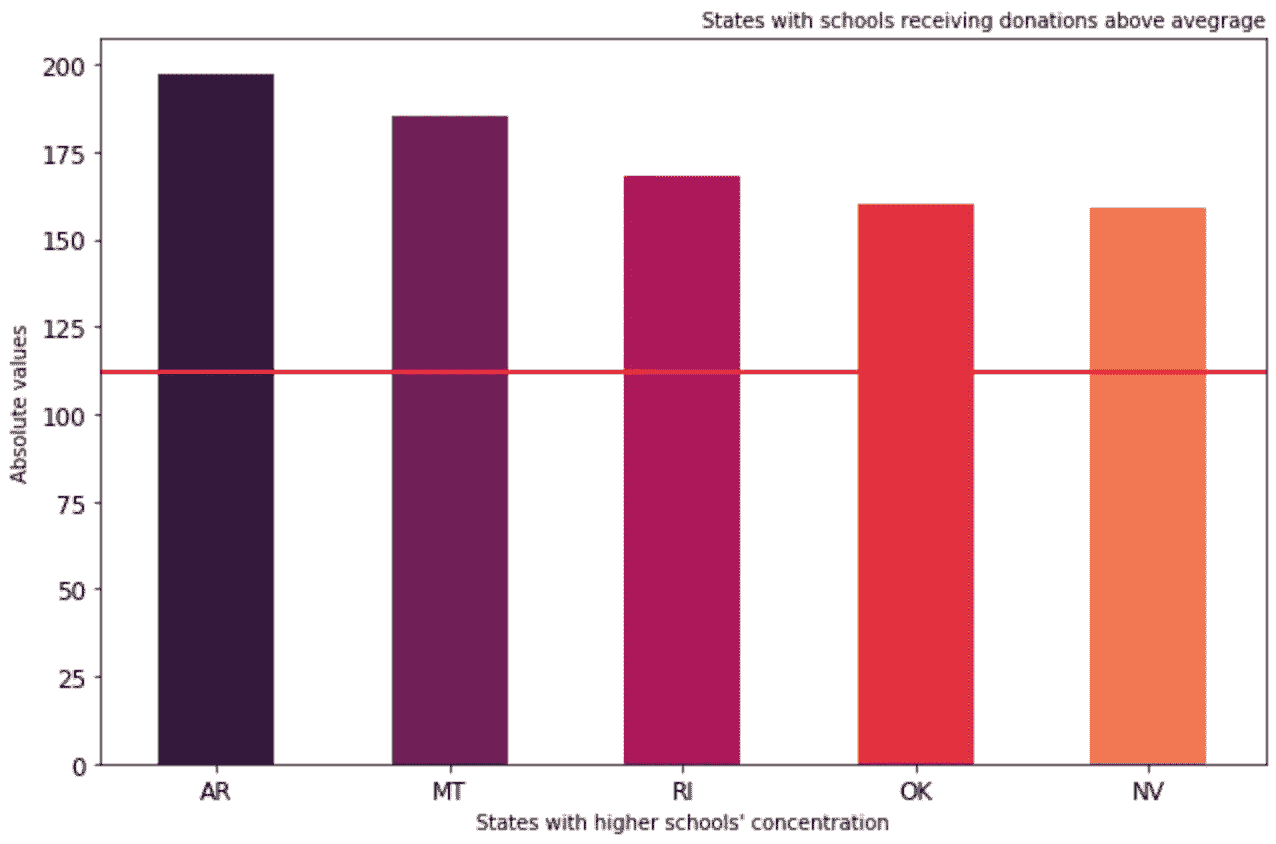 States with schools receiving donations above avegrage
200
175
150
125
100
75
50
25
0
Absolute values
AR MT RI OK NV
States with higher schools' concentration